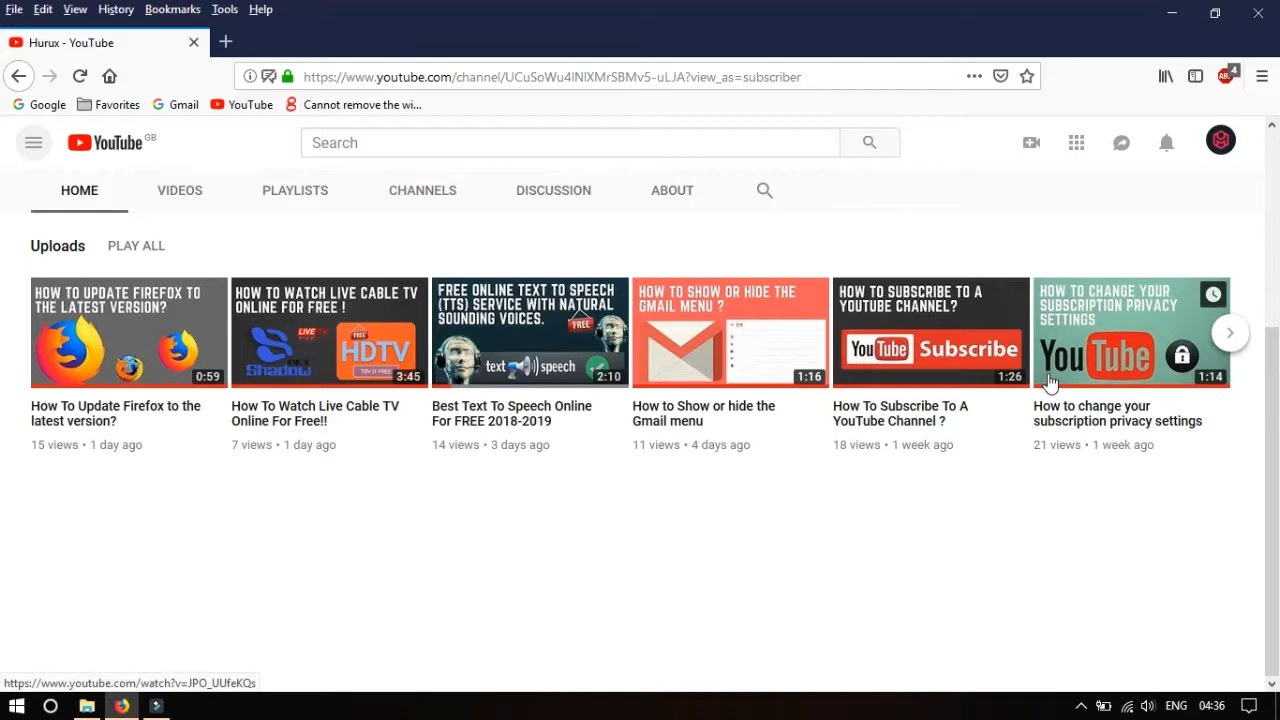 File Edit View History Bookmarks Tools Help
Hurux - YouTube
https://www.youtube.com/channel/UCuSoWu4INIXMrSBMv5-uLJA?view_as=subscriber
4
Google Favorites Gmail YouTube Cannot remove the wi...
YouTube GB
Search
HOME VIDEOS PLAYLISTS CHANNELS DISCUSSION ABOUT
Uploads PLAY ALL
HOW TO UPDATE FIREFOX TO
THE LATEST VERSION?
0:59
How To Update Firefox to the
latest version?
15 views • 1 day ago
HOW TO WATCH LIVE CABLE TV
ONLINE FOR FREE !
LIVE TV
FREE
HDTV
Shadow
TRY IT FREE
3:45
How To Watch Live Cable TV
Online For Free!!
7 views • 1 day ago
FREE ONLINE TEXT TO SPEECH
(TTS) SERVICE WITH NATURAL
SOUNDING VOICES.
FREE
text speech
2:10
Best Text To Speech Online
For FREE 2018-2019
14 views • 3 days ago
HOW TO SHOW OR HIDE THE
GMAIL MENU ?
1:16
How to Show or hide the
Gmail menu
11 views • 4 days ago
HOW TO SUBSCRIBE TO A
YOUTUBE CHANNEL?
YouTube Subscribe
1:26
How To Subscribe To A
YouTube Channel ?
18 views • 1 week ago
HOW TO CHANGE YOUR
SUBSCRIPTION PRIVACY
SETTINGS
YouTube
1:14
How to change your
subscription privacy settings
21 views • 1 week ago
https://www.youtube.com/watch?v=JPO_UUfeKQs
ENG 04:36